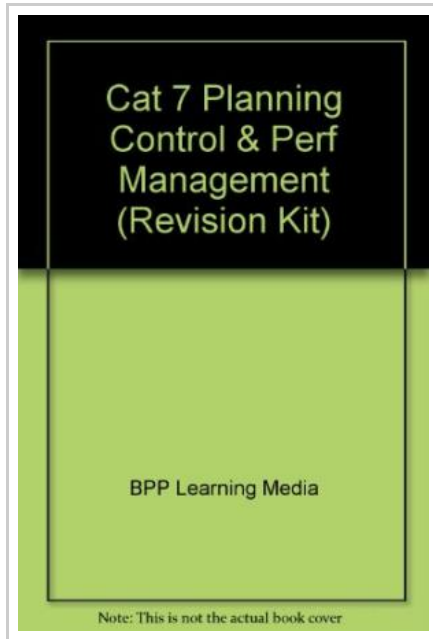 Cat 7 Planning
Control & Perf
Management
(Revision Kit)
BPP Learning Media
Note: This is not the actual book cover